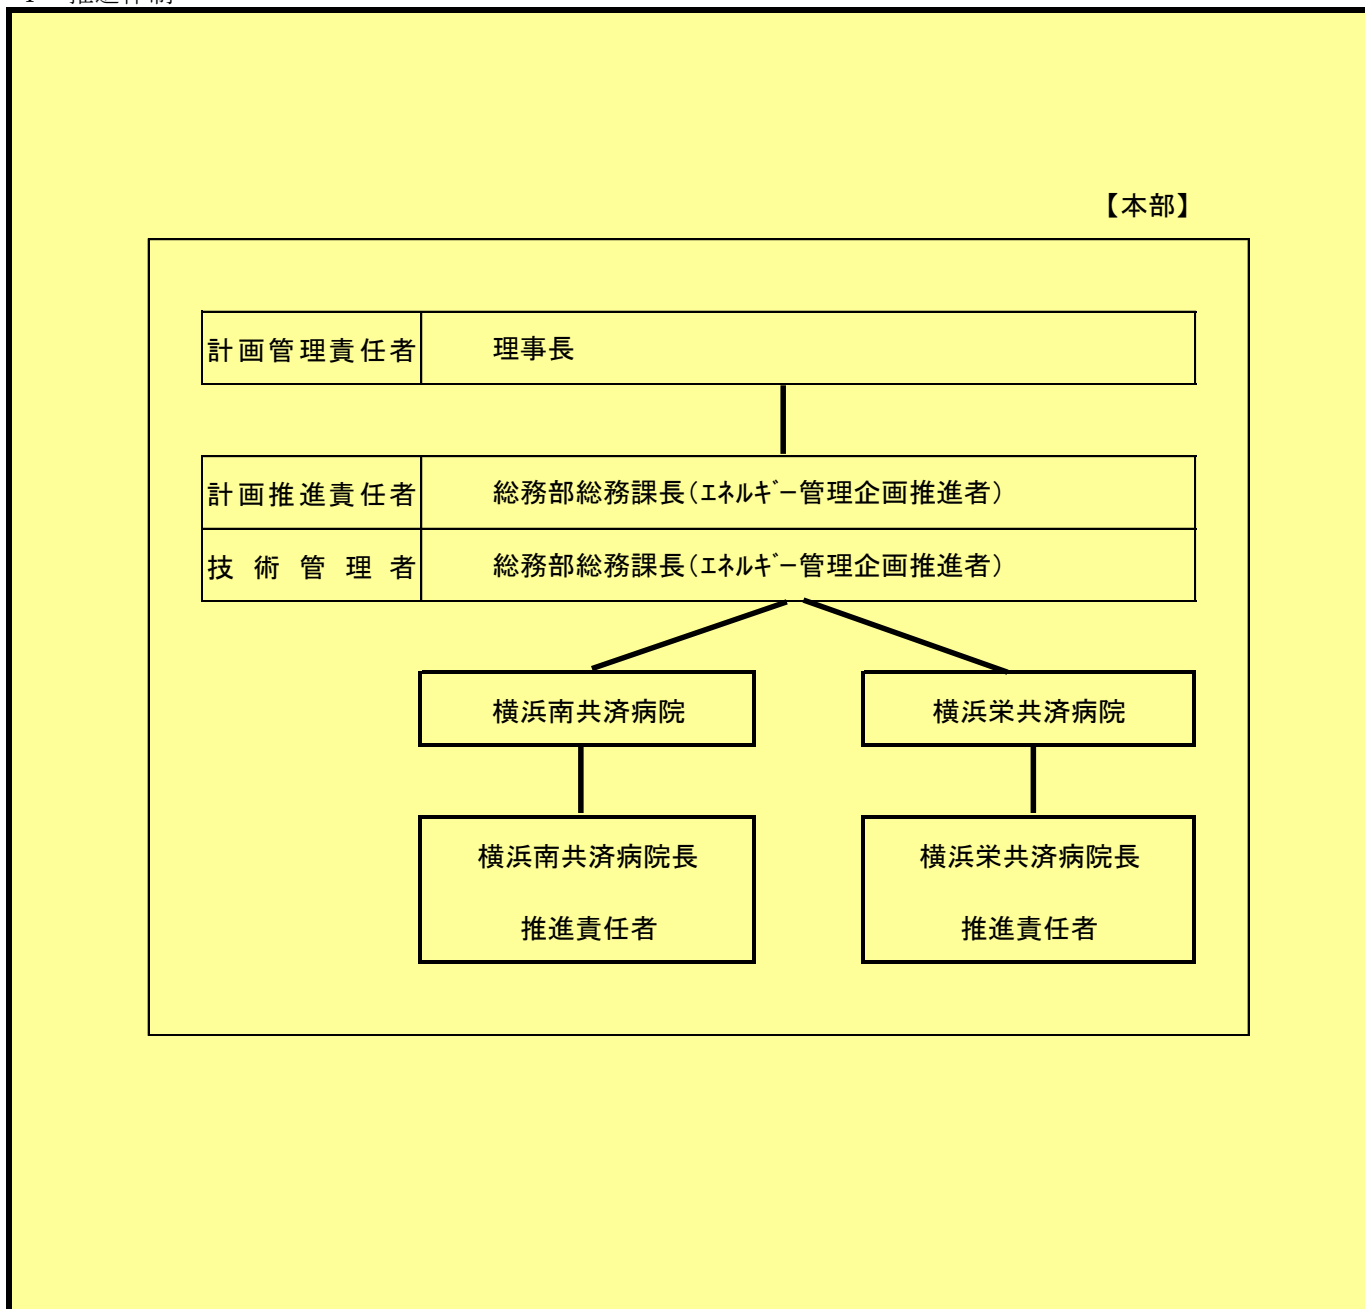 【本部】
計画管理責任者 理事長
計画推進責任者 総務部総務課長(ｴﾈﾙｷﾞｰ管理企画推進者)
技術管理者 総務部総務課長(ｴﾈﾙｷﾞｰ管理企画推進者)
横浜南共済病院 横浜栄共済病院
横浜南共済病院長 横浜栄共済病院長
推進責任者 推進責任者